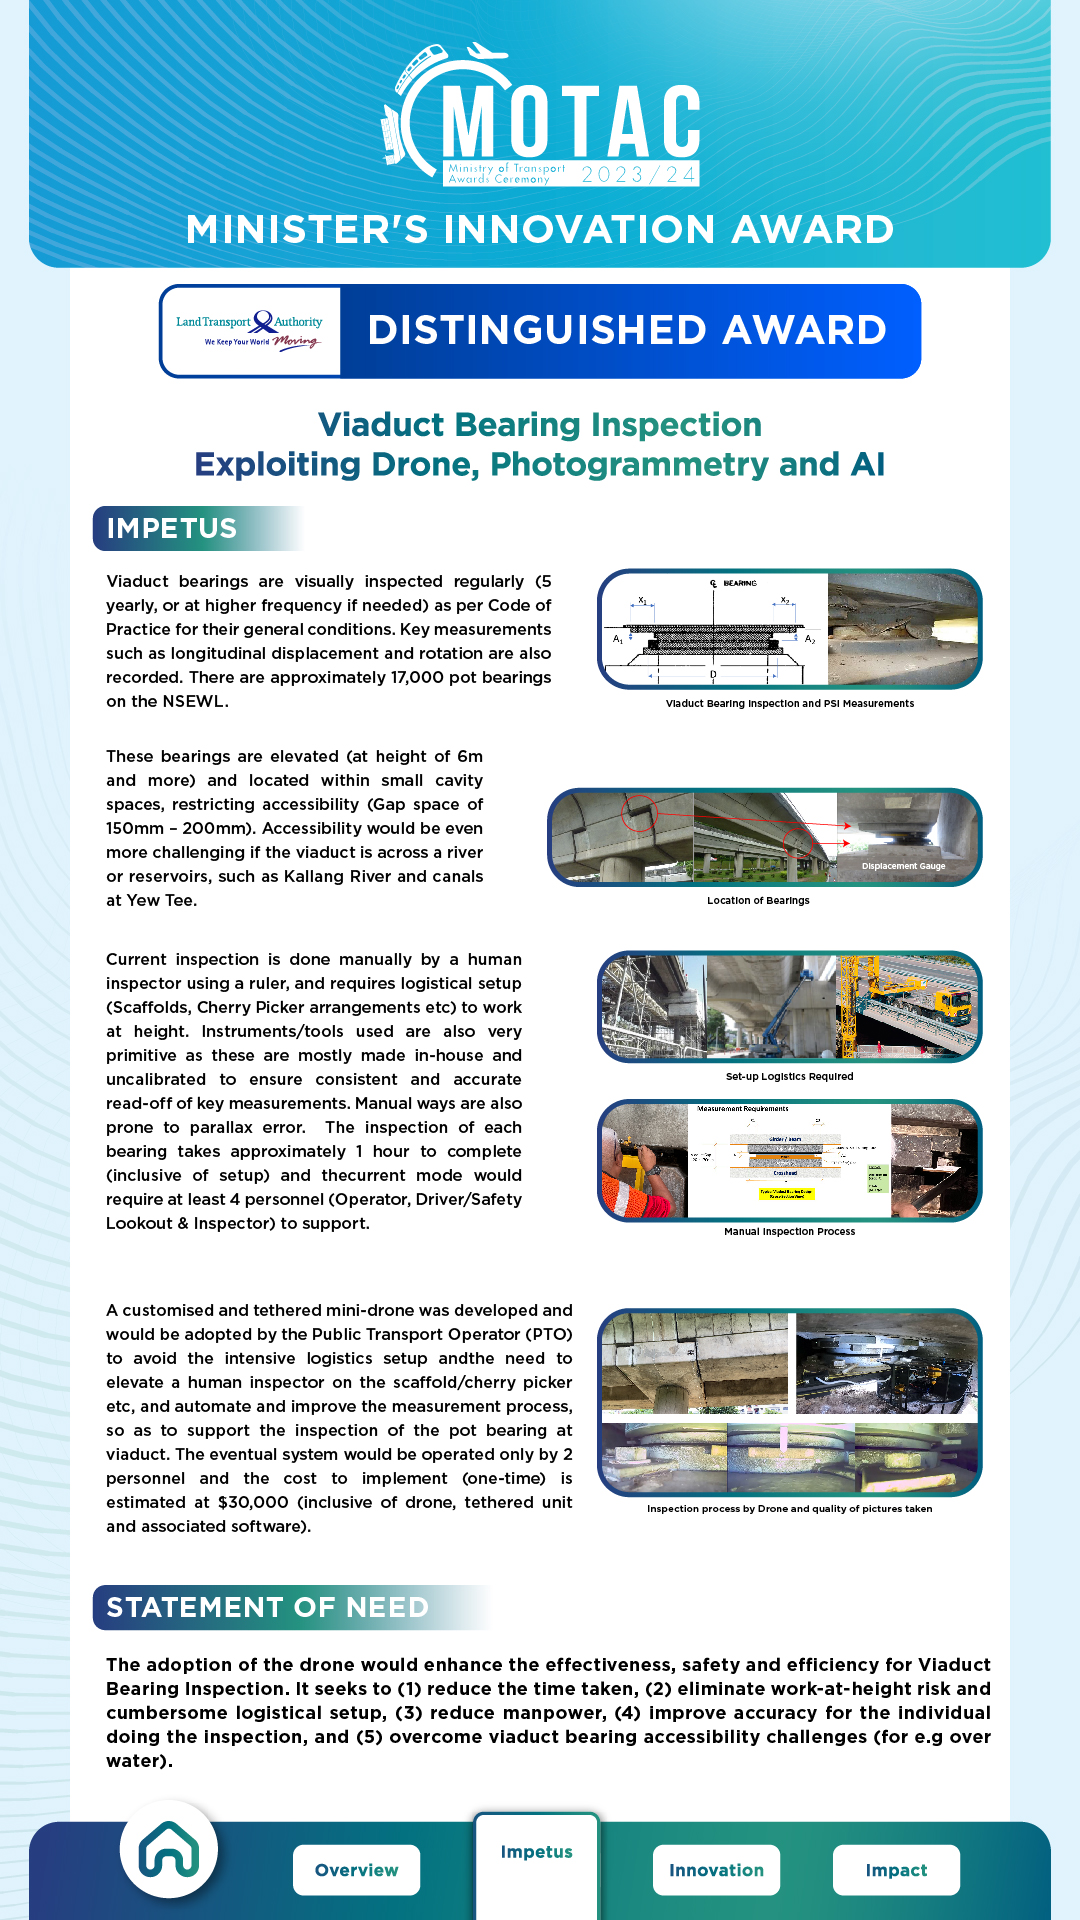 MOTAC
Ministry of Transport
Awards Ceremony
2023/24
MINISTER'S INNOVATION AWARD
Land Transport Authority
We Keep Your World Moving
DISTINGUISHED AWARD
Viaduct Bearing Inspection
Exploiting Drone, Photogrammetry and AI
IMPETUS
Viaduct bearings are visually inspected regularly (5
yearly, or at higher frequency if needed) as per Code of
Practice for their general conditions. Key measurements
such as longitudinal displacement and rotation are also
recorded. There are approximately 17,000 pot bearings
on the NSEWL.
℄ BEARING
X1
X2
A1
A2
D
Viaduct Bearing Inspection and PSI Measurements
These bearings are elevated (at height of 6m
and more) and located within small cavity
spaces, restricting accessibility (Gap space of
150mm – 200mm). Accessibility would be even
more challenging if the viaduct is across a river
or reservoirs, such as Kallang River and canals
at Yew Tee.
Displacement Gauge
Location of Bearings
Current inspection is done manually by a human
inspector using a ruler, and requires logistical setup
(Scaffolds, Cherry Picker arrangements etc) to work
at height. Instruments/tools used are also very
primitive as these are mostly made in-house and
uncalibrated to ensure consistent and accurate
read-off of key measurements. Manual ways are also
prone to parallax error. The inspection of each
bearing takes approximately 1 hour to complete
(inclusive of setup) and thecurrent mode would
require at least 4 personnel (Operator, Driver/Safety
Lookout & Inspector) to support.
Set-up Logistics Required
Measurement Requirements
Girder / Beam
Crosshead
Manual Inspection Process
A customised and tethered mini-drone was developed and
would be adopted by the Public Transport Operator (PTO)
to avoid the intensive logistics setup andthe need to
elevate a human inspector on the scaffold/cherry picker
etc, and automate and improve the measurement process,
so as to support the inspection of the pot bearing at
viaduct. The eventual system would be operated only by 2
personnel and the cost to implement (one-time) is
estimated at $30,000 (inclusive of drone, tethered unit
and associated software).
Inspection process by Drone and quality of pictures taken
STATEMENT OF NEED
The adoption of the drone would enhance the effectiveness, safety and efficiency for Viaduct
Bearing Inspection. It seeks to (1) reduce the time taken, (2) eliminate work-at-height risk and
cumbersome logistical setup, (3) reduce manpower, (4) improve accuracy for the individual
doing the inspection, and (5) overcome viaduct bearing accessibility challenges (for e.g over
water).
Overview
Impetus
Innovation
Impact